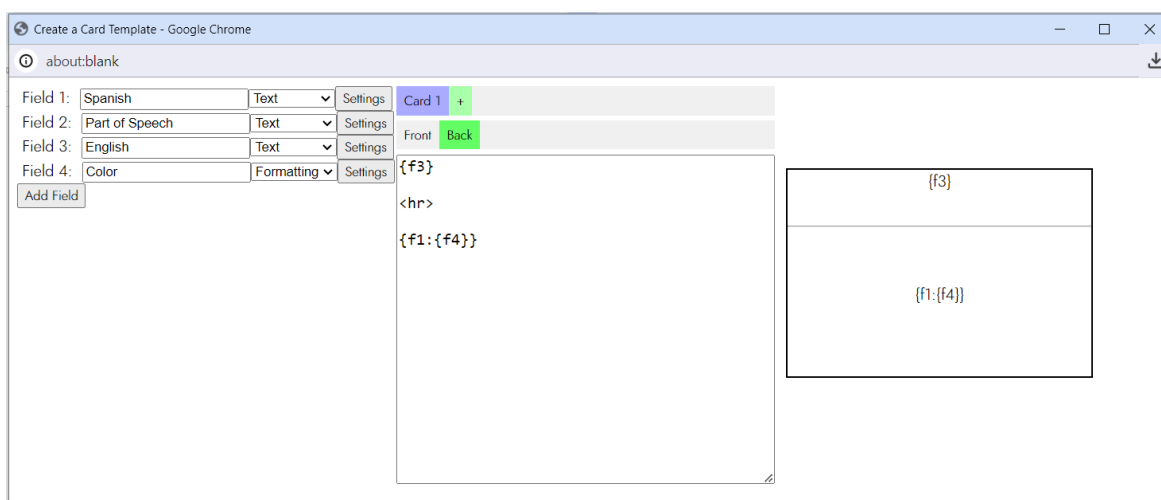 Create a Card Template - Google Chrome
about:blank
Field 1: Spanish Text Settings
Field 2: Part of Speech Text Settings
Field 3: English Text Settings
Field 4: Color Formatting Settings
Add Field
Card 1 +
Front Back
{f3}
<hr>
{f1:{f4}}
{f3}
{f1:{f4}}